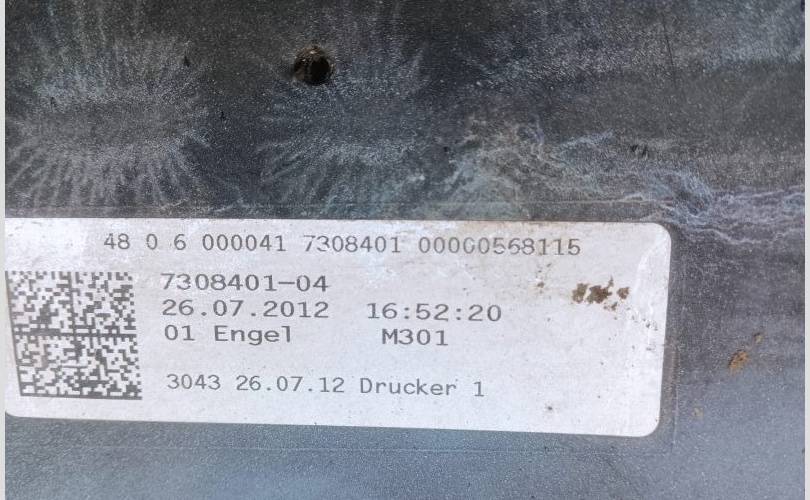 48 0 6 000041 7308401 00000568115
7308401-04
26.07.2012 16:52:20
01 Engel M301
3043 26.07.12 Drucker 1